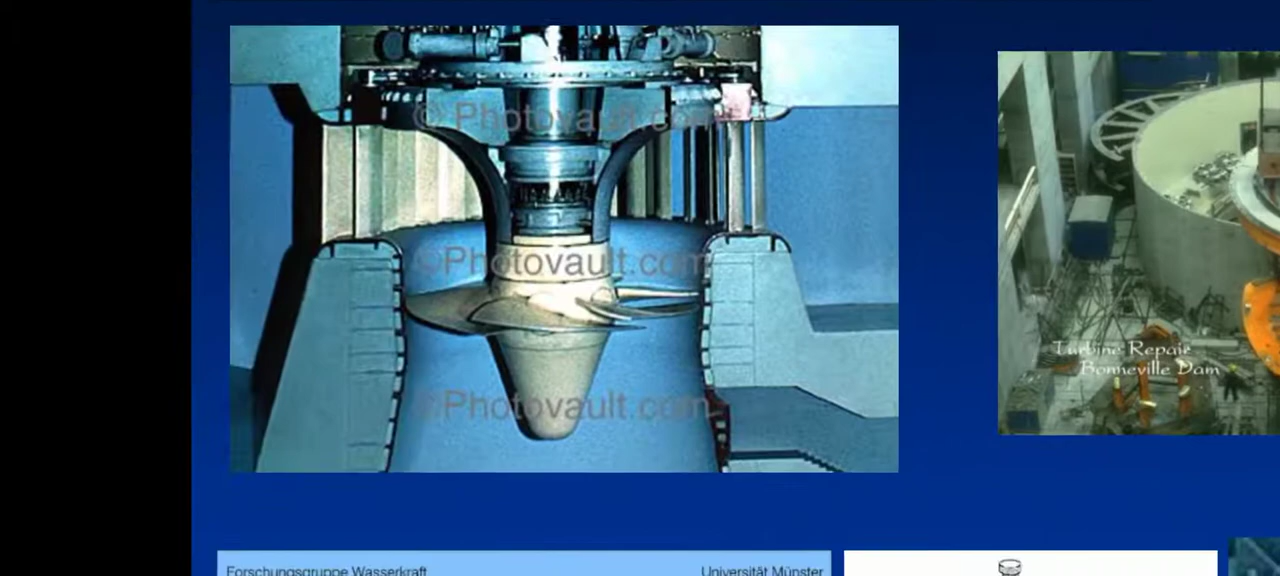 © Photovault.com
©Photovault.com
©Photovault.com
Turbine Repair
Bonneville Dam
Forschungsgruppe Wasserkraft
Universität Münster